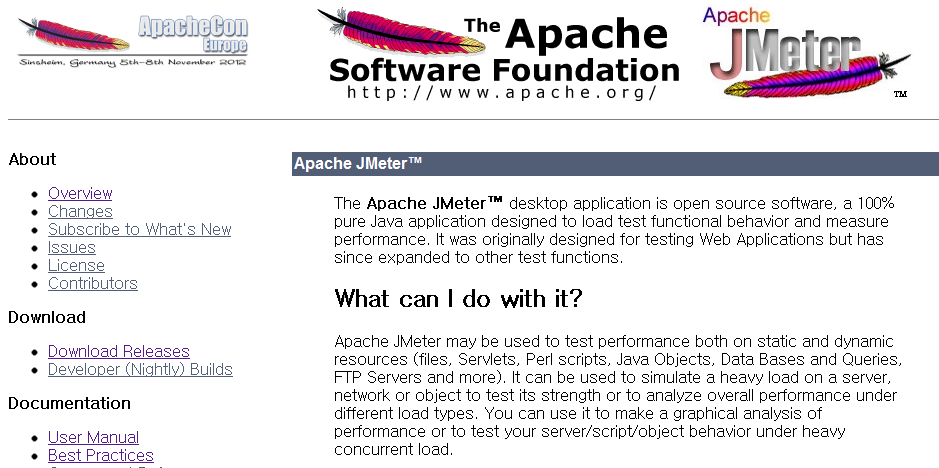 ApacheCon
Europe
Sinsheim, Germany 5th-8th November 2012
The Apache
Software Foundation
http://www.apache.org/
Apache
JMeter
TM
About
Overview
Changes
Subscribe to What's New
Issues
License
Contributors
Download
Download Releases
Developer (Nightly) Builds
Documentation
User Manual
Best Practices
Apache JMeter™
The Apache JMeter™ desktop application is open source software, a 100%
pure Java application designed to load test functional behavior and measure
performance. It was originally designed for testing Web Applications but has
since expanded to other test functions.
What can I do with it?
Apache JMeter may be used to test performance both on static and dynamic
resources (files, Servlets, Perl scripts, Java Objects, Data Bases and Queries,
FTP Servers and more). It can be used to simulate a heavy load on a server,
network or object to test its strength or to analyze overall performance under
different load types. You can use it to make a graphical analysis of
performance or to test your server/script/object behavior under heavy
concurrent load.